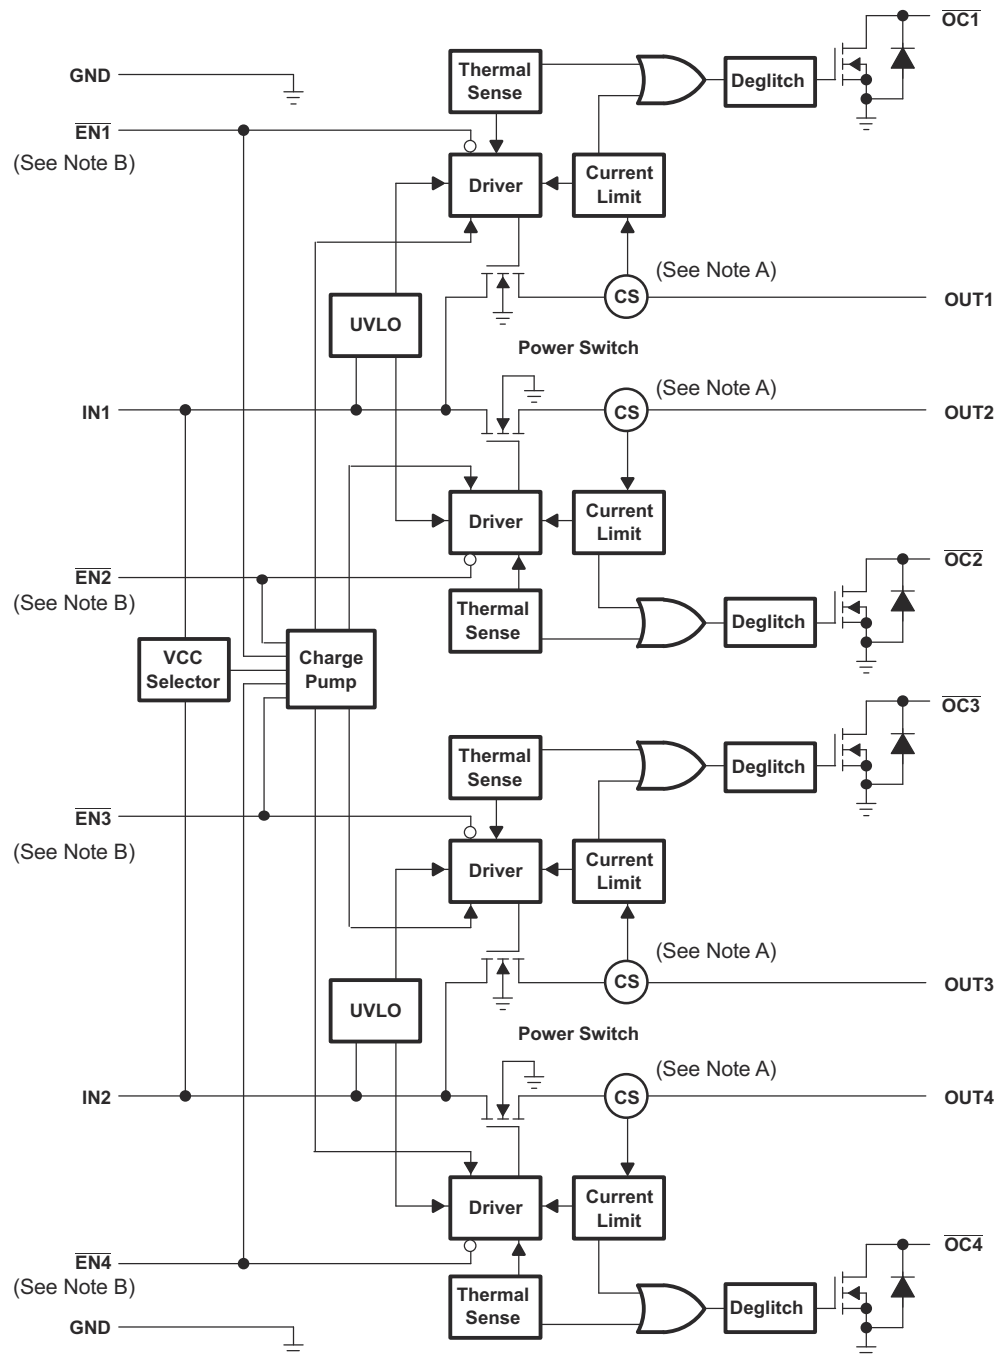 OC1
GND
Thermal
Sense
Deglitch
EN1
(See Note B)
Driver
Current
Limit
(See Note A)
CS
OUT1
UVLO
Power Switch
(See Note A)
IN1
CS
OUT2
Driver
Current
Limit
EN2
(See Note B)
OC2
Thermal
Sense
Deglitch
VCC
Selector
Charge
Pump
OC3
Thermal
Sense
Deglitch
EN3
(See Note B)
Driver
Current
Limit
(See Note A)
CS
OUT3
UVLO
Power Switch
(See Note A)
IN2
CS
OUT4
Driver
Current
Limit
EN4
(See Note B)
OC4
Thermal
Sense
Deglitch
GND